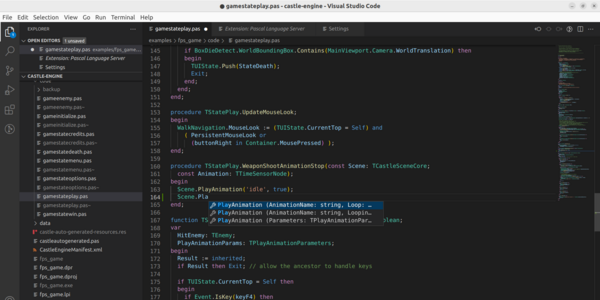 gamestateplay.pas - castle-engine - Visual Studio Code
File Edit Selection View Go Run Terminal Help
EXPLORER
OPEN EDITORS 1 unsaved
gamestateplay.pas examples/fps_game...
Extension: Pascal Language Server
Settings
CASTLE-ENGINE
backup
gameenemy.pas
gameenemy.pas~
gameinitialize.pas
gameinitialize.pas~
gamestatecredits.pas
gamestatecredits.pas~
gamestatedeath.pas
gamestatemenu.pas
gamestateoptions.pas
gamestateoptions.pas~
gamestateplay.pas
gamestateplay.pas~
gamestatewin.pas
data
castle-auto-generated-resources.res
castleautogenerated.pas
CastleEngineManifest.xml
fps_game
fps_game.dpr
fps_game.dproj
fps_game.exe
fps_game.lpi
gamestateplay.pas
Extension: Pascal Language Server
Settings
examples > fps_game > code > gamestateplay.pas
145 if BoxDieDetect.WorldBoundingBox.Contains(MainViewport.Camera.WorldTranslation) then
146 begin
147 TUIState.Push(StateDeath);
148 Exit;
149 end;
150 end;
151 end;
152
153 procedure TStatePlay.UpdateMouseLook;
154 begin
155 WalkNavigation.MouseLook := (TUIState.CurrentTop = Self) and
156 ( PersistentMouseLook or
157 (buttonRight in Container.MousePressed) );
158 end;
159
160 procedure TStatePlay.WeaponShootAnimationStop(const Scene: TCastleSceneCore;
161 const Animation: TTimeSensorNode);
162 begin
163 Scene.PlayAnimation('idle', true);
164 Scene.Pla
165 end;
PlayAnimation (AnimationName: string, Loop: …
PlayAnimation (AnimationName: string, Loopin…
PlayAnimation (Parameters: TPlayAnimationPar…
166
167 function TS
olean;
168 var
169 HitEnemy: TEnemy;
170 PlayAnimationParams: TPlayAnimationParameters;
171 begin
172 Result := inherited;
173 if Result then Exit; // allow the ancestor to handle keys
174
175 if TUIState.CurrentTop = Self then
176 begin
177 if Event.IsKey(keyF4) then